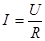 I = U/R